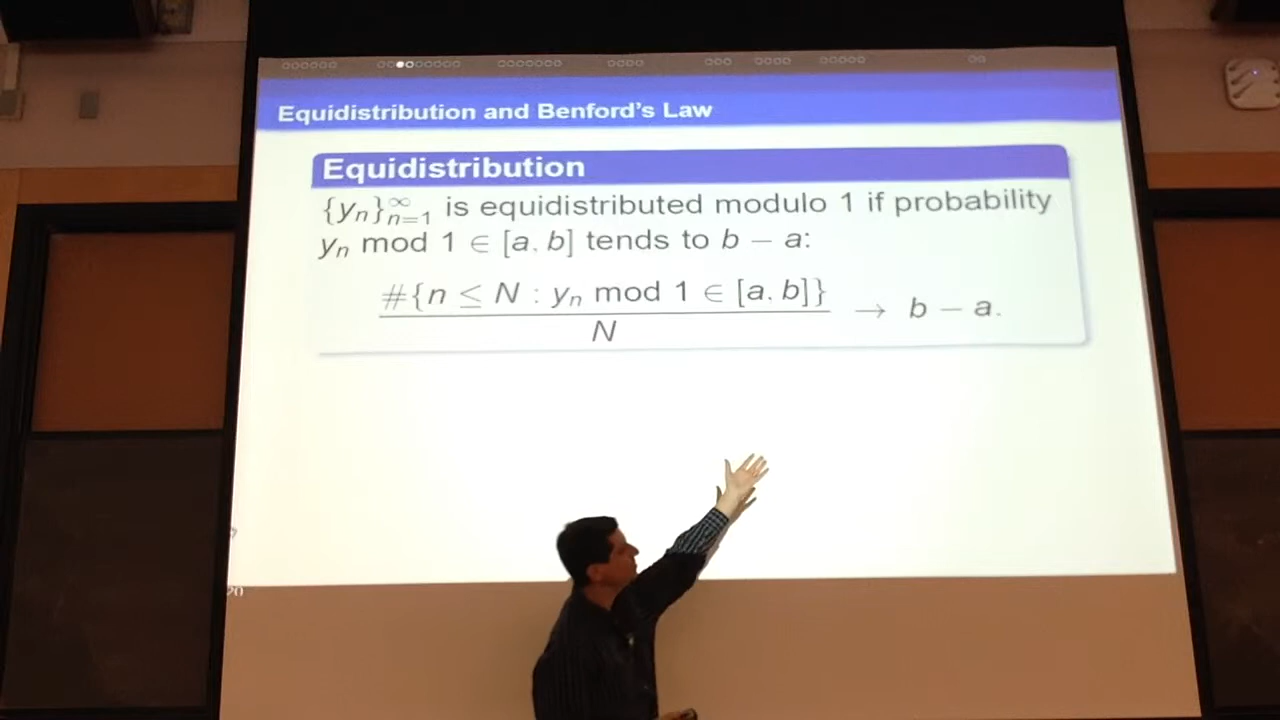 Equidistribution and Benford's Law
Equidistribution
{yₙ}_{n=1}^∞ is equidistributed modulo 1 if probability
yₙ mod 1 ∈ [a, b] tends to b − a:
#{n ≤ N : yₙ mod 1 ∈ [a, b]}
→ b − a.
N